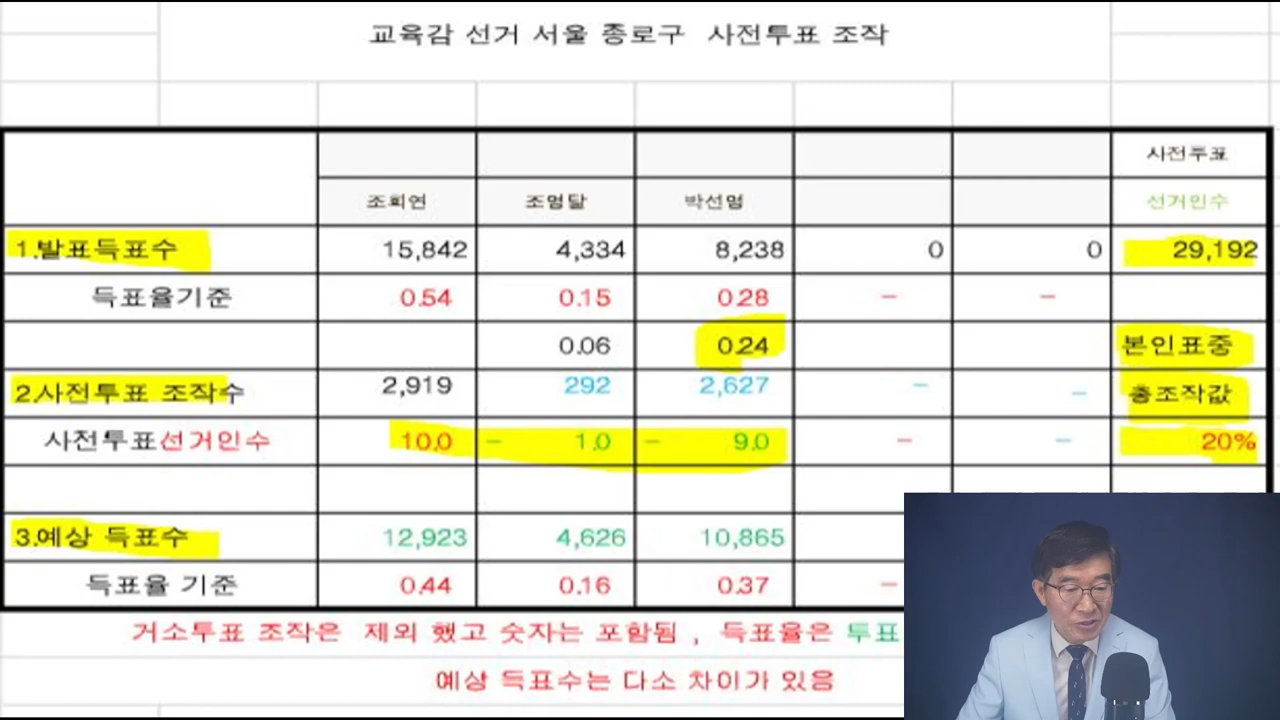 교육감 선거 서울 종로구 사전투표 조작
사전투표
조희연 조영달 박선영 선거인수
1.발표득표수 15,842 4,334 8,238 0 0 29,192
득표율기준 0.54 0.15 0.28 – –
0.06 0.24 본인표중
2.사전투표 조작수 2,919 292 2,627 – – 총조작값
사전투표선거인수 10.0 – 1.0 – 9.0 – – 20%
3.예상 득표수 12,923 4,626 10,865
득표율 기준 0.44 0.16 0.37 –
거소투표 조작은 제외 했고 숫자는 포함됨 , 득표율은 투표
예상 득표수는 다소 차이가 있음